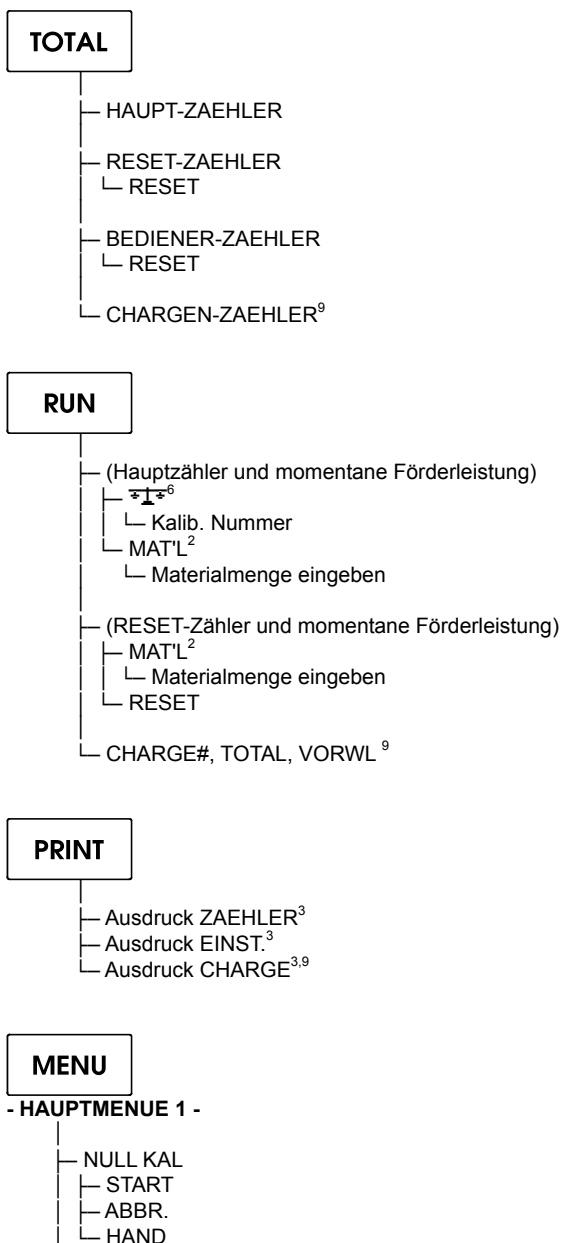 TOTAL
HAUPT-ZAEHLER
RESET-ZAEHLER
RESET
BEDIENER-ZAEHLER
RESET
CHARGEN-ZAEHLER9
RUN
(Hauptzähler und momentane Förderleistung)
6
Kalib. Nummer
MAT'L2
Materialmenge eingeben
(RESET-Zähler und momentane Förderleistung)
MAT'L2
Materialmenge eingeben
RESET
CHARGE#, TOTAL, VORWL 9
PRINT
Ausdruck ZAEHLER3
Ausdruck EINST.3
Ausdruck CHARGE3,9
MENU
- HAUPTMENUE 1 -
NULL KAL
START
ABBR.
HAND